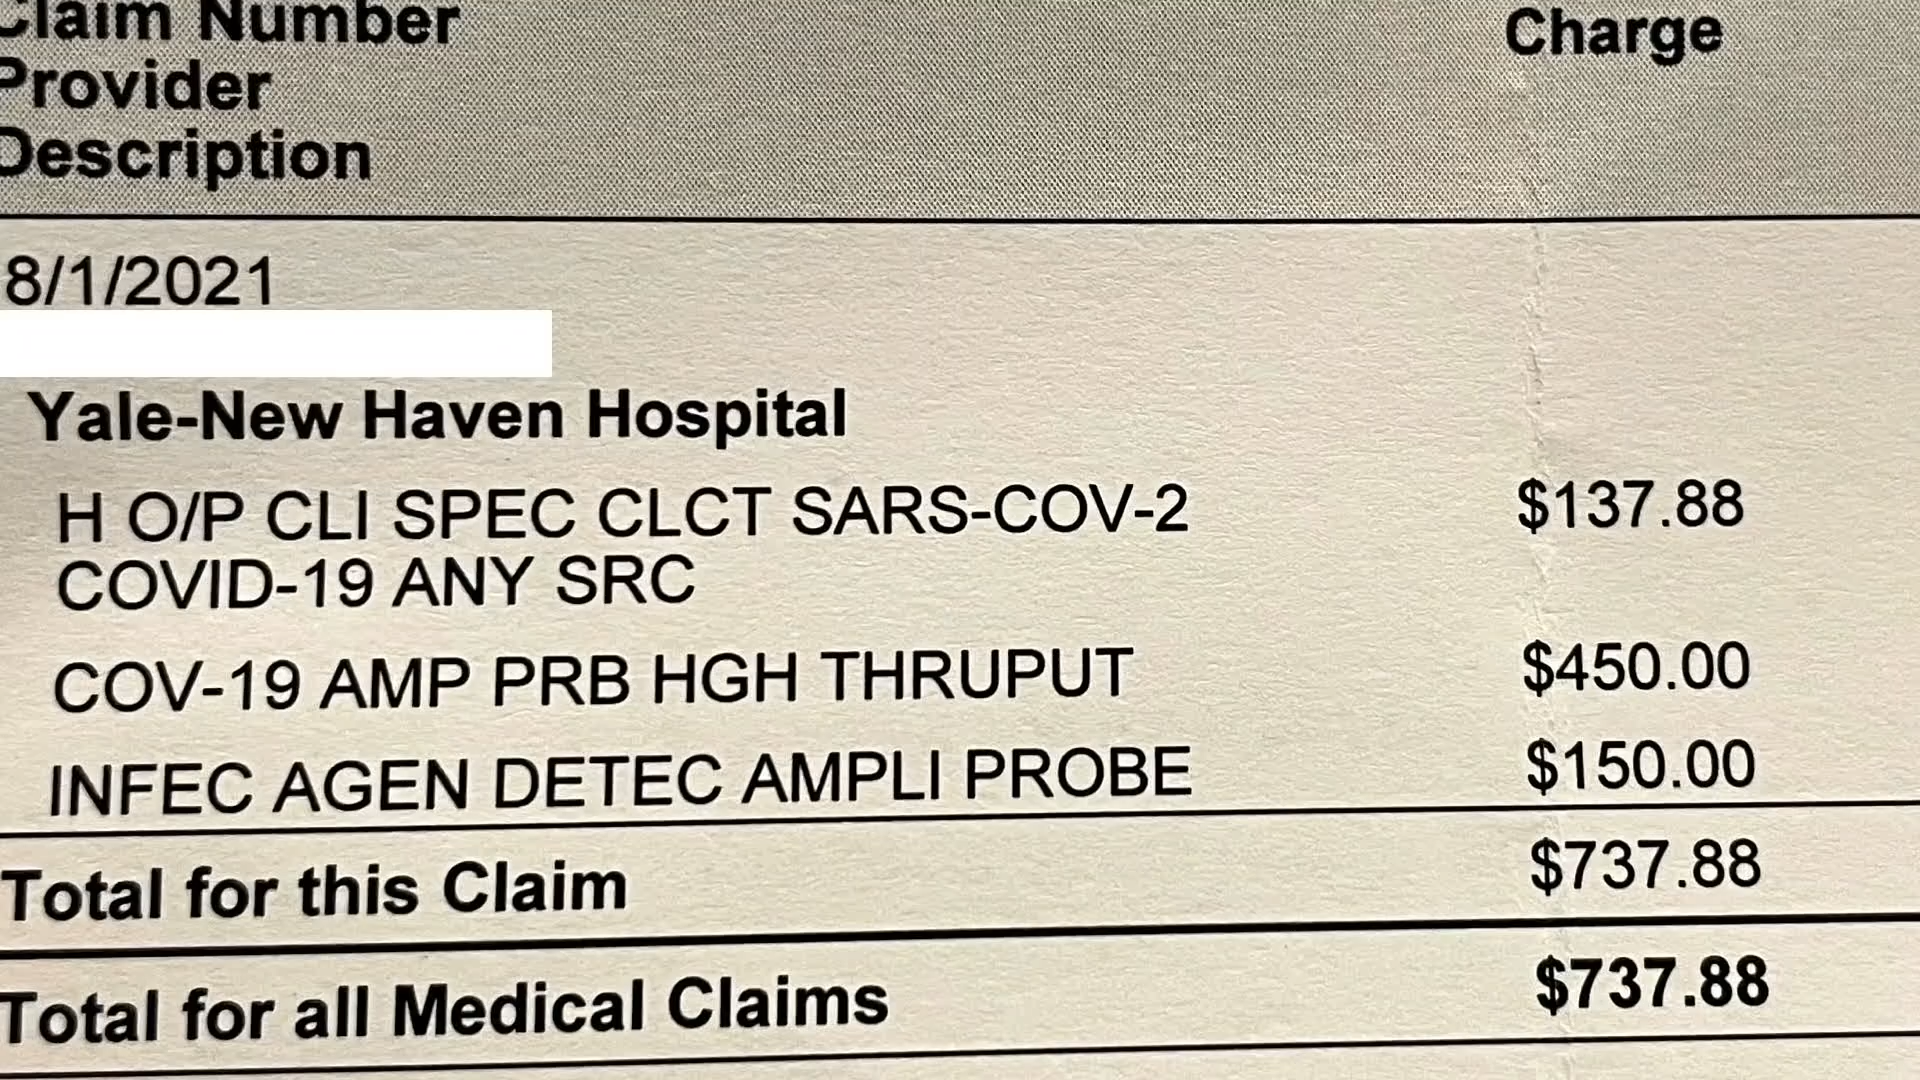 Claim Number
Charge
Provider
Description
8/1/2021
Yale-New Haven Hospital
H O/P CLI SPEC CLCT SARS-COV-2 $137.88
COVID-19 ANY SRC
COV-19 AMP PRB HGH THRUPUT $450.00
INFEC AGEN DETEC AMPLI PROBE $150.00
Total for this Claim $737.88
Total for all Medical Claims $737.88